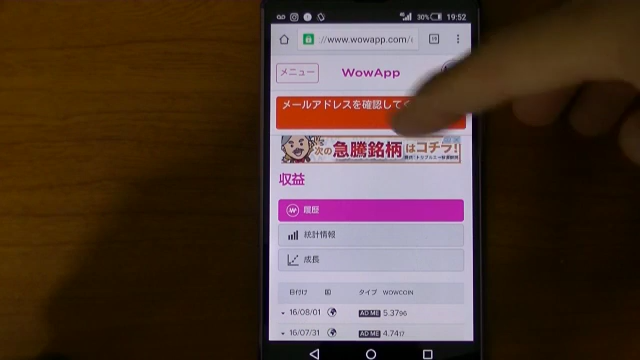 30% 19:52
://www.wowapp.com/
メニュー
WowApp
メールアドレスを確認して
次の急騰銘柄はコチラ!
収益
履歴
統計情報
成長
日付け 国 タイプ WOWCOIN
16/08/01 AD ME 5.3796
16/07/31 AD ME 4.7417